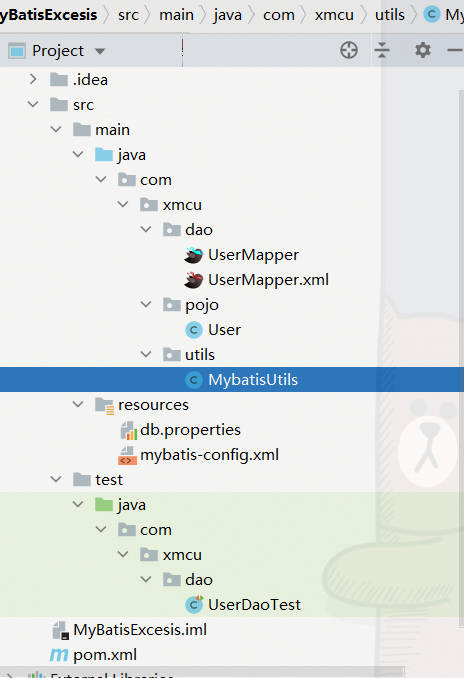 yBatisExcesis src main java com xmcu utils My
Project
.idea
src
main
java
com
xmcu
dao
UserMapper
UserMapper.xml
pojo
User
utils
MybatisUtils
resources
db.properties
mybatis-config.xml
test
java
com
xmcu
dao
UserDaoTest
MyBatisExcesis.iml
pom.xml
External Libraries